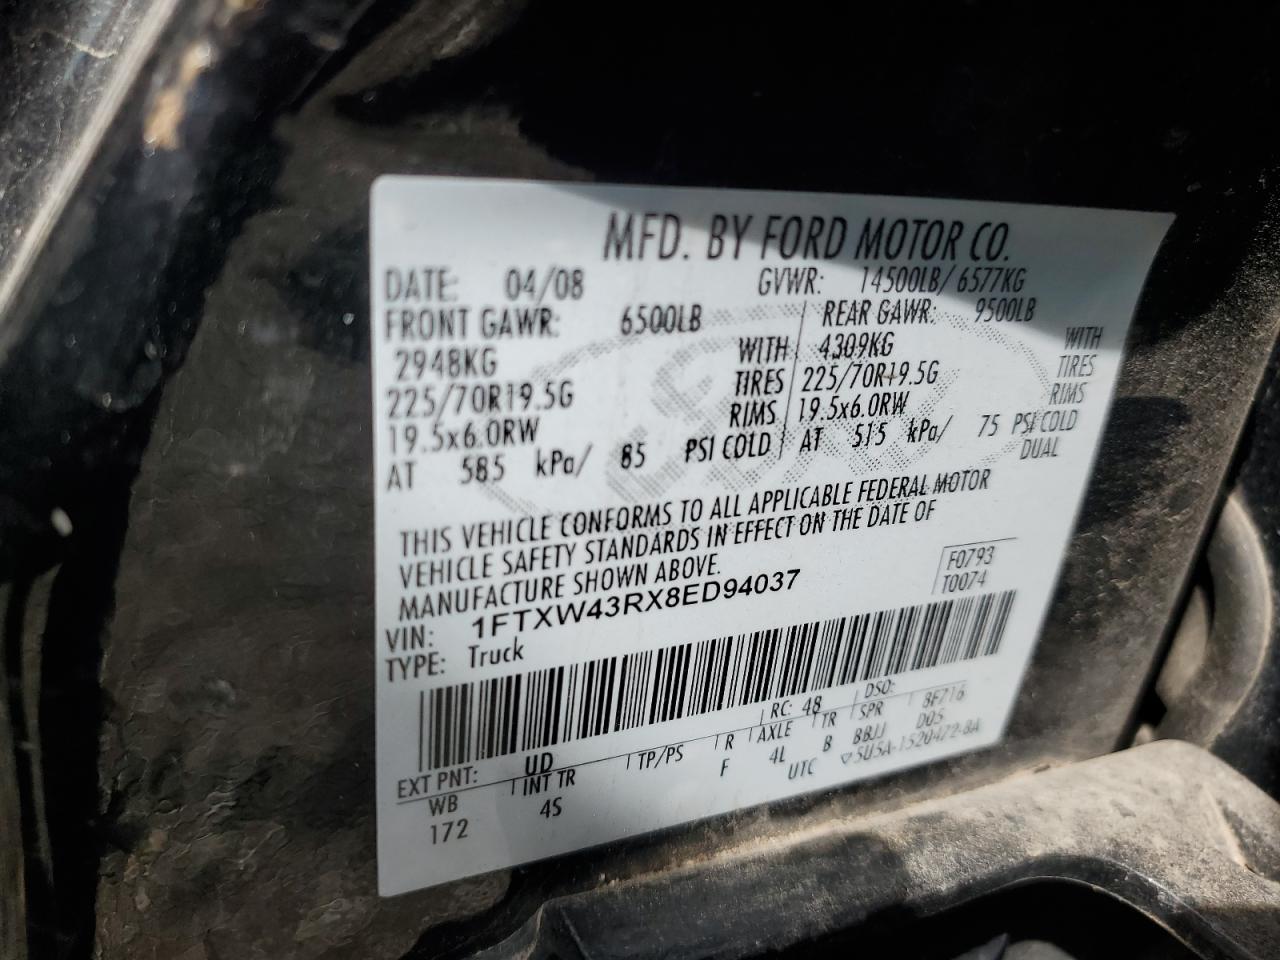 MFD. BY FORD MOTOR CO.
DATE: 04/08 GVWR: 14500LB/ 6577KG
FRONT GAWR: 6500LB REAR GAWR: 9500LB
2948KG WITH 4309KG WITH
225/70R19.5G TIRES 225/70R19.5G TIRES
19.5x6.0RW RIMS 19.5x6.0RW RIMS
AT 585 kPa/ 85 PSI COLD AT 515 kPa/ 75 PSI COLD
DUAL
THIS VEHICLE CONFORMS TO ALL APPLICABLE FEDERAL MOTOR
VEHICLE SAFETY STANDARDS IN EFFECT ON THE DATE OF
MANUFACTURE SHOWN ABOVE.
F0793
VIN: 1FTXW43RX8ED94037 T0074
TYPE: Truck
EXT PNT: UD RC: 48 DSO:
WB INT TR TP/PS R AXLE TR SPR 8FZ16
172 4S F 4L B BBJJ D05
UTC ▽5U5A-1520472-BA